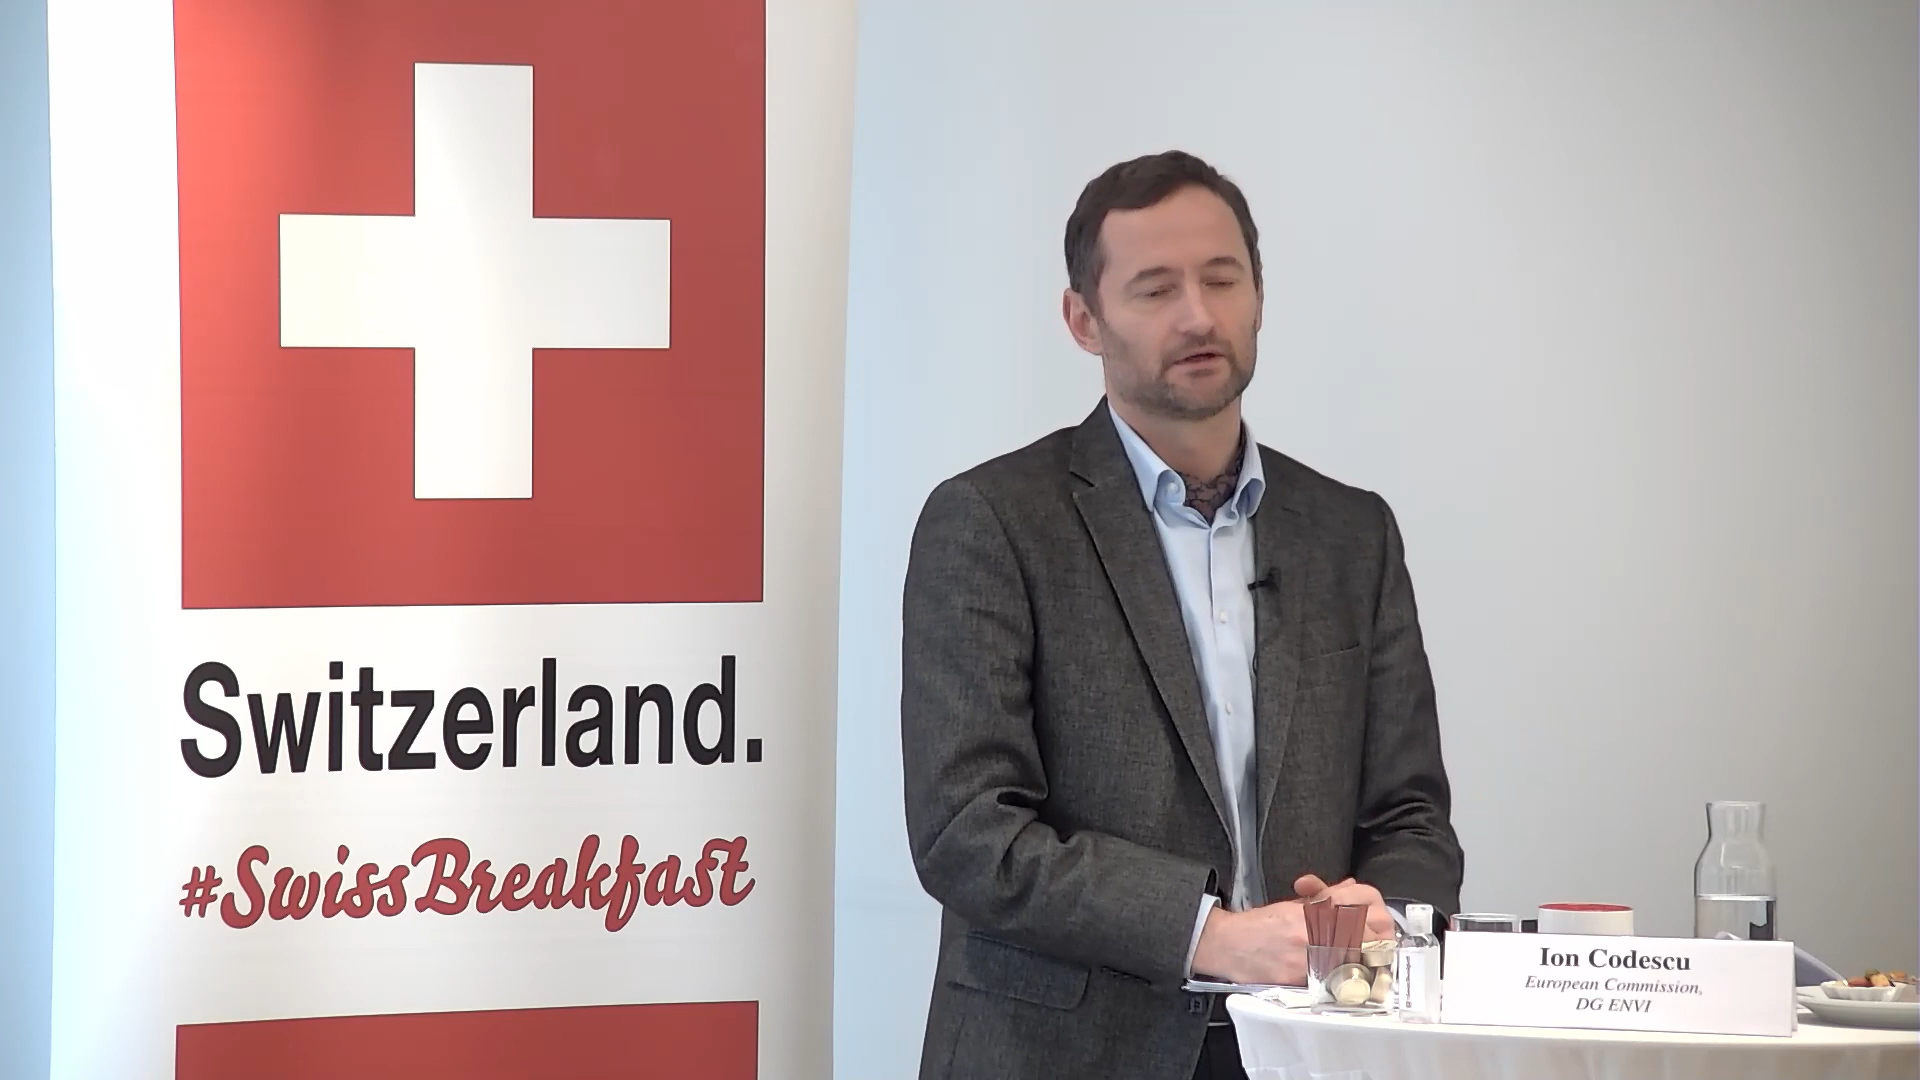 Switzerland.
#SwissBreakfast
Ion Codescu
European Commission,
DG ENVI